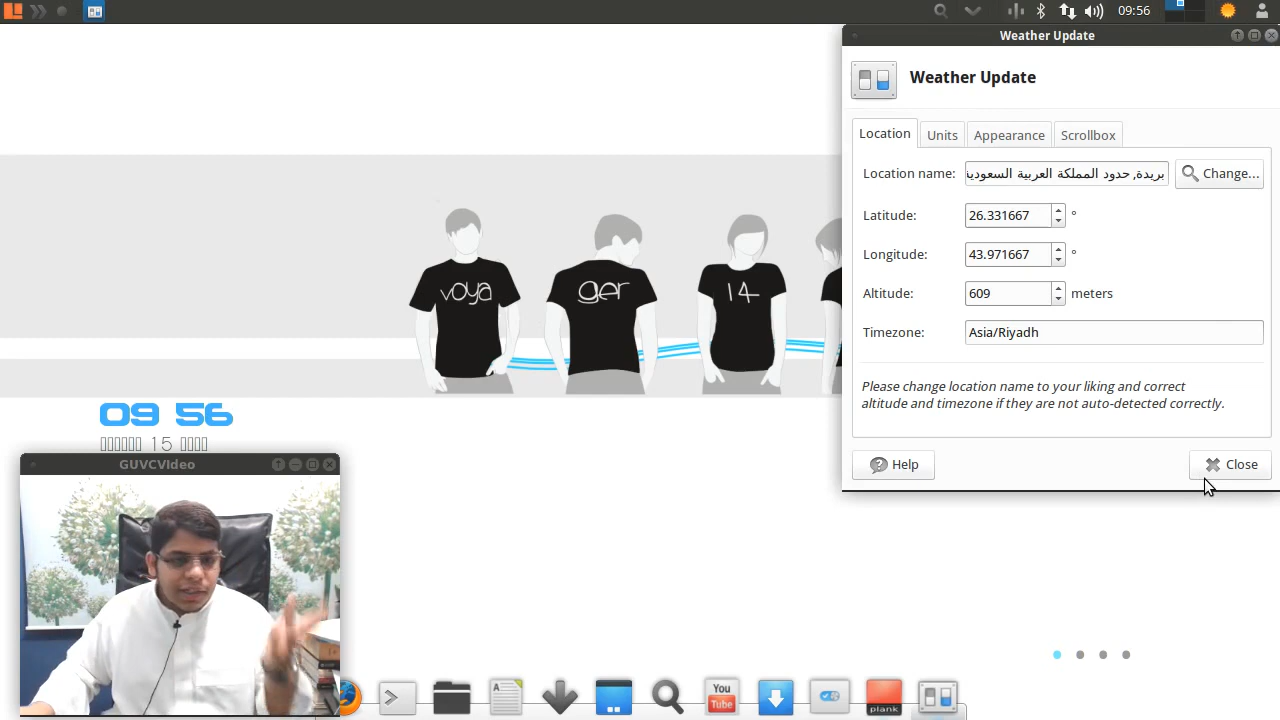 09:56
Weather Update
Weather Update
Location Units Appearance Scrollbox
Location name: بريدة, حدود المملكة العربية السعودية Change...
Latitude: 26.331667 °
Longitude: 43.971667 °
Altitude: 609 meters
Timezone: Asia/Riyadh
Please change location name to your liking and correct
altitude and timezone if they are not auto-detected correctly.
Help Close
voya ger 14
09 56
15
GUVCVIdeo
You
Tube
plank